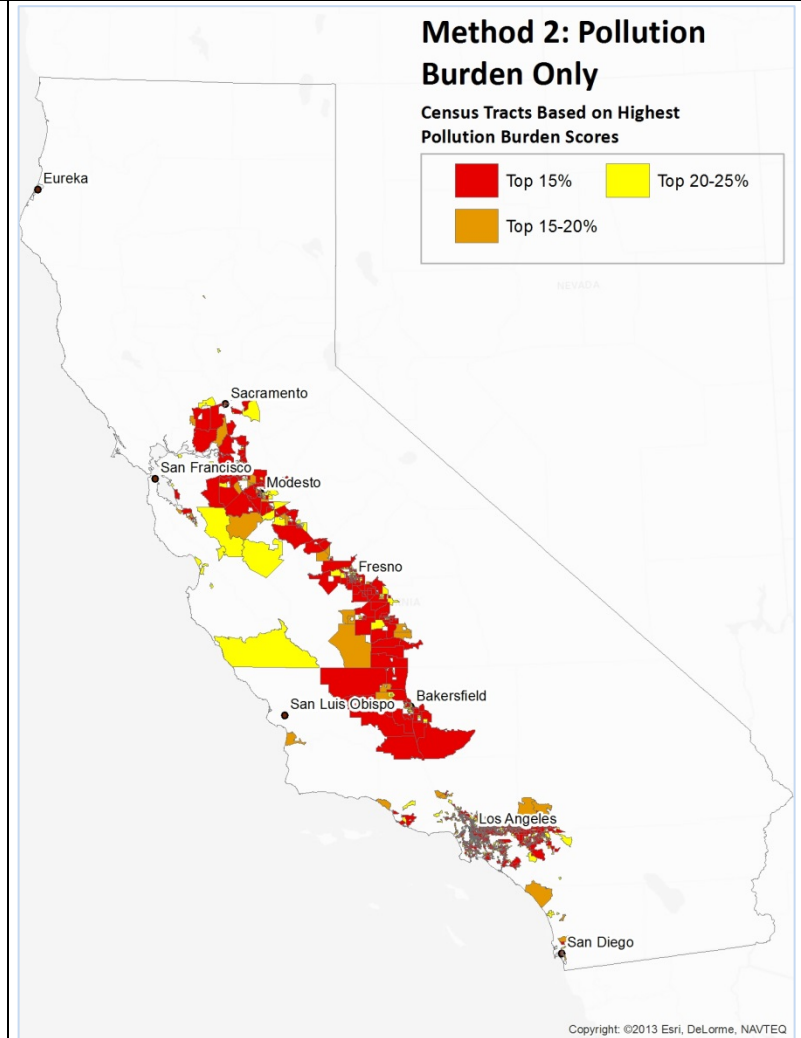 Method 2: Pollution
Burden Only
Census Tracts Based on Highest
Pollution Burden Scores
Top 15%
Top 20-25%
Top 15-20%
Eureka
NEVADA
Sacramento
San Francisco
Modesto
Fresno
NIA
Bakersfield
San Luis Obispo
Los Angeles
San Diego
Copyright: ©2013 Esri, DeLorme, NAVTEQ